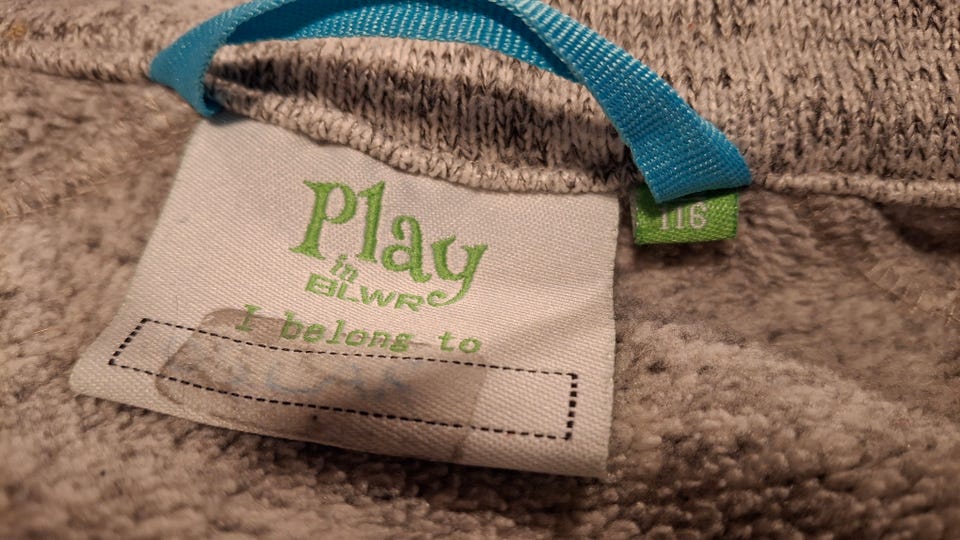 Play
in
BLWR
I belong to
116